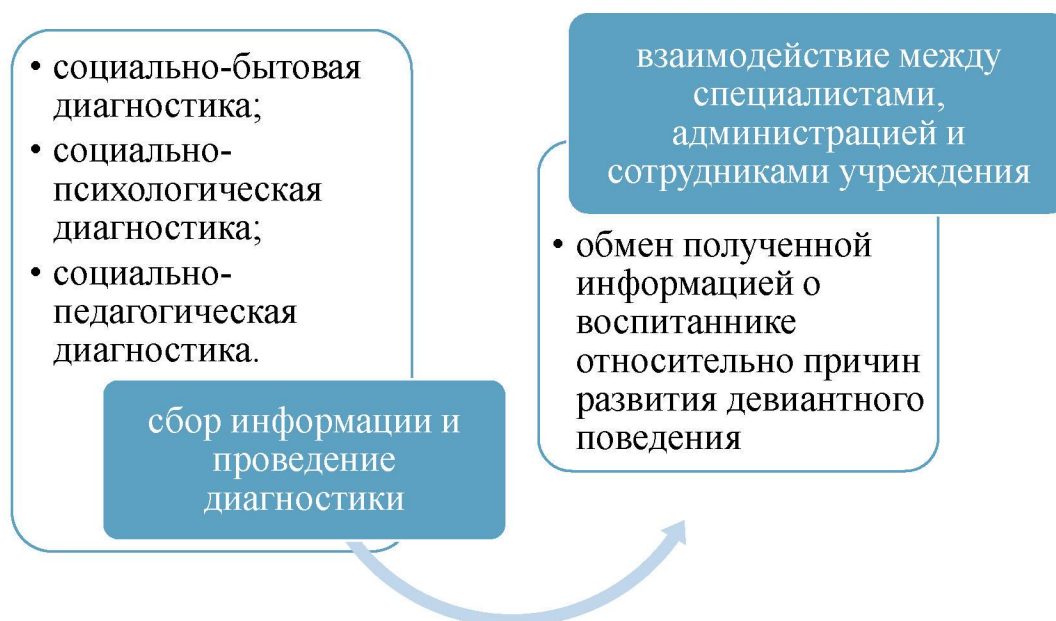 • социально-бытовая
диагностика;
• социально-
психологическая
диагностика;
• социально-
педагогическая
диагностика.
сбор информации и
проведение
диагностики
взаимодействие между
специалистами,
администрацией и
сотрудниками учреждения
• обмен полученной
информацией о
воспитаннике
относительно причин
развития девиантного
поведения